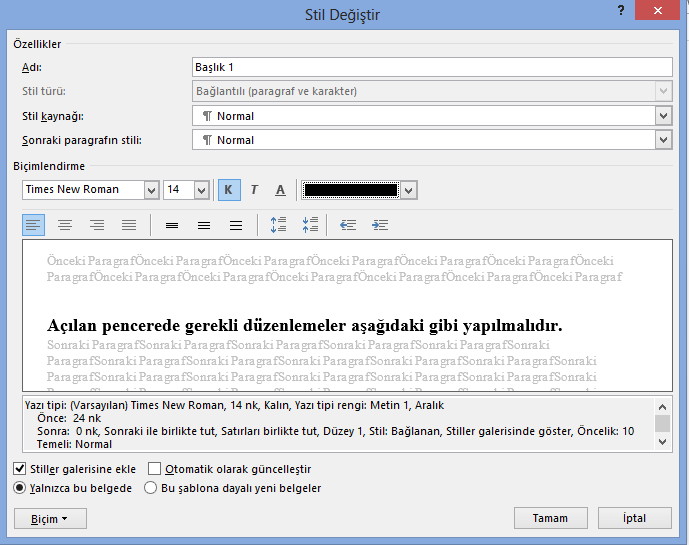 Stil Değiştir
?
Özellikler
Adı: Başlık 1
Stil türü: Bağlantılı (paragraf ve karakter)
Stil kaynağı: ¶ Normal
Sonraki paragrafın stili: ¶ Normal
Biçimlendirme
Times New Roman 14 K T A
Önceki ParagrafÖnceki ParagrafÖnceki ParagrafÖnceki ParagrafÖnceki ParagrafÖnceki ParagrafÖnceki
ParagrafÖnceki ParagrafÖnceki ParagrafÖnceki ParagrafÖnceki ParagrafÖnceki ParagrafÖnceki Paragraf
Açılan pencerede gerekli düzenlemeler aşağıdaki gibi yapılmalıdır.
Sonraki ParagrafSonraki ParagrafSonraki ParagrafSonraki ParagrafSonraki
ParagrafSonraki ParagrafSonraki ParagrafSonraki ParagrafSonraki ParagrafSonraki
ParagrafSonraki ParagrafSonraki ParagrafSonraki ParagrafSonraki ParagrafSonraki
ParagrafSonraki ParagrafSonraki ParagrafSonraki ParagrafSonraki ParagrafSonraki
Yazı tipi: (Varsayılan) Times New Roman, 14 nk, Kalın, Yazı tipi rengi: Metin 1, Aralık
Önce: 24 nk
Sonra: 0 nk, Sonraki ile birlikte tut, Satırları birlikte tut, Düzey 1, Stil: Bağlanan, Stiller galerisinde göster, Öncelik: 10
Temeli: Normal
Stiller galerisine ekle Otomatik olarak güncelleştir
Yalnızca bu belgede Bu şablona dayalı yeni belgeler
Biçim Tamam İptal